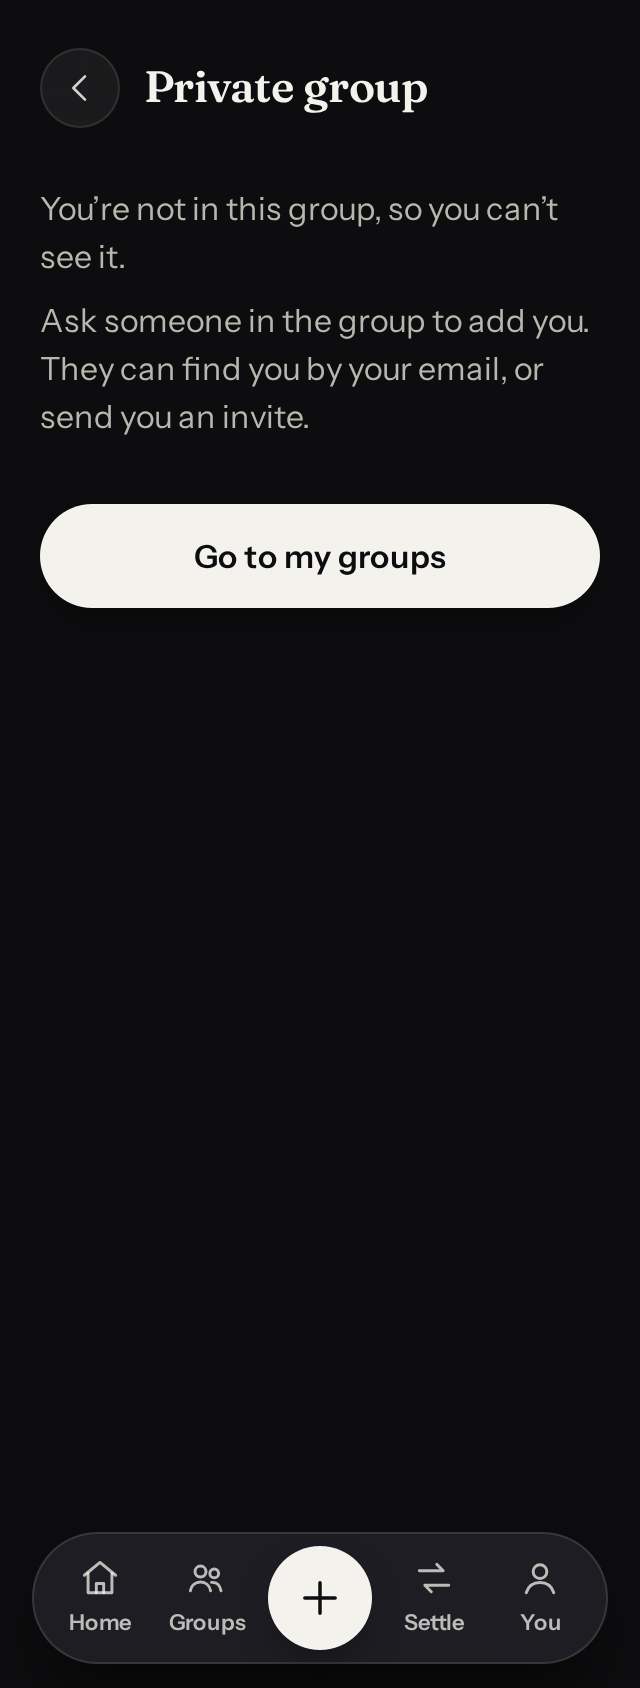 Private group
You’re not in this group, so you can’t
see it.
Ask someone in the group to add you.
They can find you by your email, or
send you an invite.
Go to my groups
Home
Groups
Settle
You